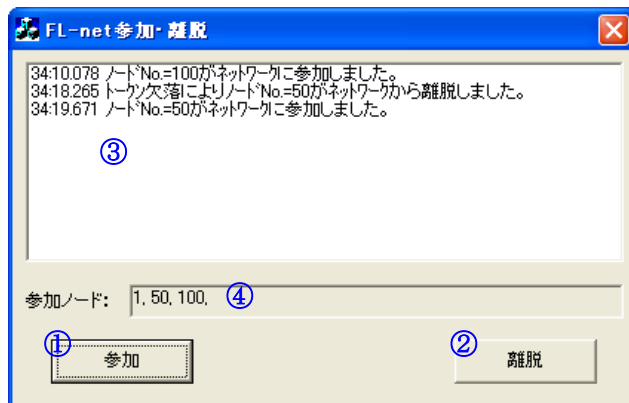 FL-net参加・離脱
34:10.078 ノードNo.=100がネットワークに参加しました。
34:18.265 トークン欠落によりノードNo.=50がネットワークから離脱しました。
34:19.671 ノードNo.=50がネットワークに参加しました。
③
参加ノード: 1, 50, 100, ④
① 参加
② 離脱